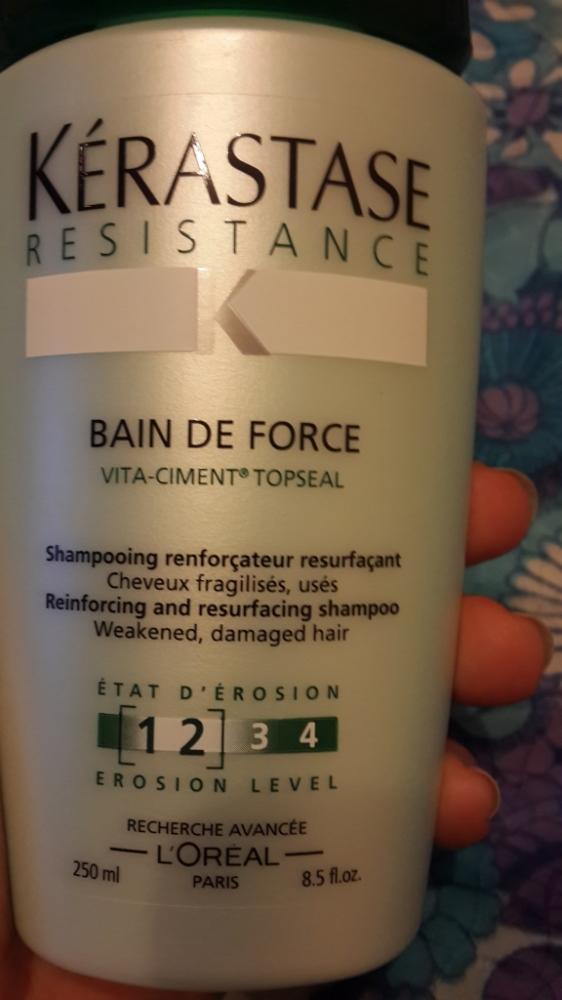 KÉRASTASE
RESISTANCE
K
BAIN DE FORCE
VITA-CIMENT® TOPSEAL
Shampooing renforçateur resurfaçant
Cheveux fragilisés, usés
Reinforcing and resurfacing shampoo
Weakened, damaged hair
ÉTAT D'ÉROSION
[1 2] 3 4
EROSION LEVEL
RECHERCHE AVANCÉE
L'ORÉAL
PARIS
250 ml
8.5 fl.oz.